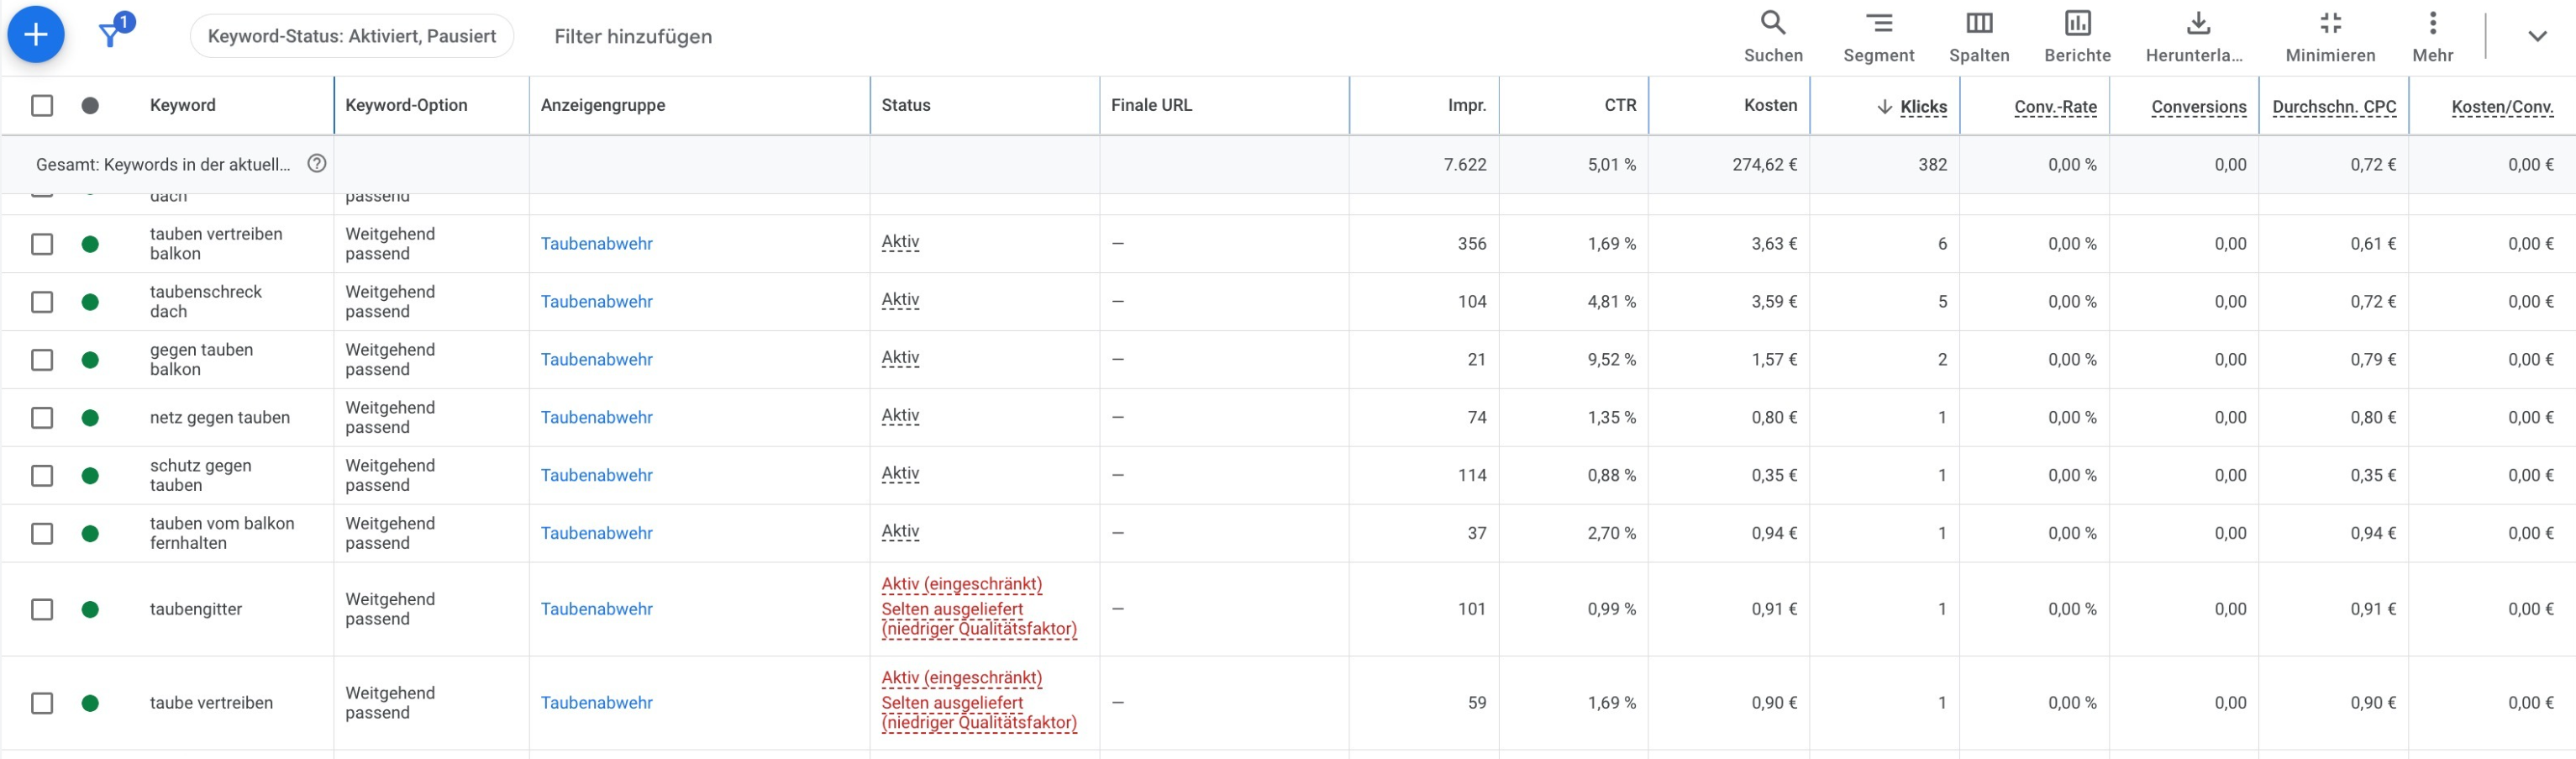 1
Keyword-Status: Aktiviert, Pausiert
Filter hinzufügen
Suchen
Segment
Spalten
Berichte
Herunterla...
Minimieren
Mehr
Keyword Keyword-Option Anzeigengruppe Status Finale URL Impr. CTR Kosten Klicks Conv.-Rate Conversions Durchschn. CPC Kosten/Conv.
Gesamt: Keywords in der aktuell... 7.622 5,01 % 274,62 € 382 0,00 % 0,00 0,72 € 0,00 €
dach passend
tauben vertreiben Weitgehend
balkon passend Taubenabwehr Aktiv — 356 1,69 % 3,63 € 6 0,00 % 0,00 0,61 € 0,00 €
taubenschreck Weitgehend
dach passend Taubenabwehr Aktiv — 104 4,81 % 3,59 € 5 0,00 % 0,00 0,72 € 0,00 €
gegen tauben Weitgehend
balkon passend Taubenabwehr Aktiv — 21 9,52 % 1,57 € 2 0,00 % 0,00 0,79 € 0,00 €
netz gegen tauben Weitgehend
passend Taubenabwehr Aktiv — 74 1,35 % 0,80 € 1 0,00 % 0,00 0,80 € 0,00 €
schutz gegen Weitgehend
tauben passend Taubenabwehr Aktiv — 114 0,88 % 0,35 € 1 0,00 % 0,00 0,35 € 0,00 €
tauben vom balkon Weitgehend
fernhalten passend Taubenabwehr Aktiv — 37 2,70 % 0,94 € 1 0,00 % 0,00 0,94 € 0,00 €
taubengitter Weitgehend
passend Taubenabwehr Aktiv (eingeschränkt)
Selten ausgeliefert
(niedriger Qualitätsfaktor) — 101 0,99 % 0,91 € 1 0,00 % 0,00 0,91 € 0,00 €
taube vertreiben Weitgehend
passend Taubenabwehr Aktiv (eingeschränkt)
Selten ausgeliefert
(niedriger Qualitätsfaktor) — 59 1,69 % 0,90 € 1 0,00 % 0,00 0,90 € 0,00 €